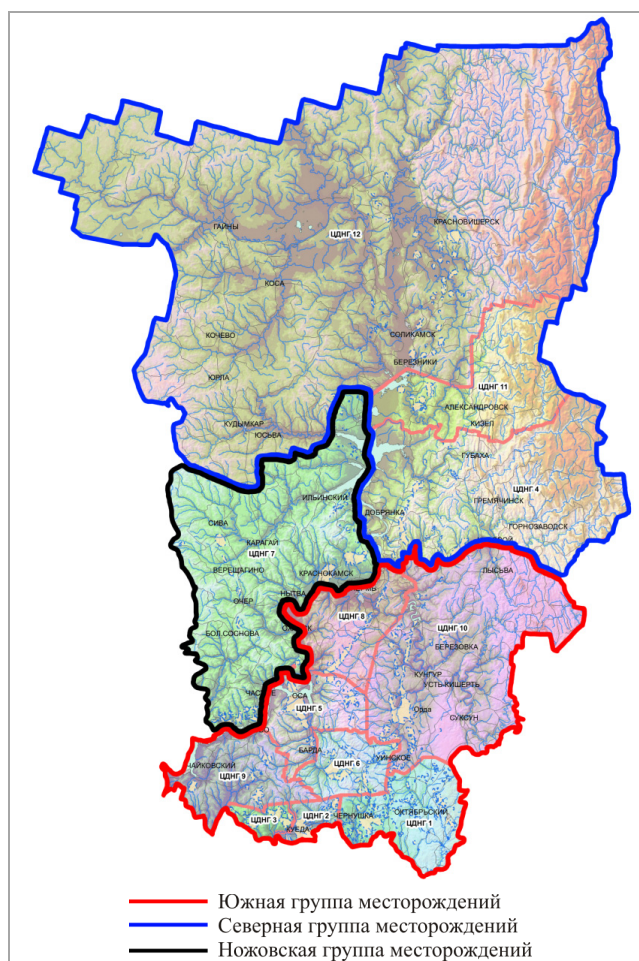 КРАСНОВИШЕРСК
ГАЙНЫ
ЦДНГ 12
КОСА
СОЛИКАМСК
КОЧЕВО
БЕРЕЗНИКИ
ЮРЛА
ЦДНГ 11
АЛЕКСАНДРОВСК
КУДЫМКАР
КИЗЕЛ
ЮСЬВА
ГУБАХА
ЦДНГ 4
ИЛЬИНСКИЙ
ГРЕМЯЧИНСК
ДОБРЯНКА
СИВА
ГОРНОЗАВОДСК
КАРАГАЙ
ЦДНГ 7
ВЕРЕЩАГИНО
КРАСНОКАМСК
ЛЫСЬВА
НЫТВА
ОЧЕР
ЦДНГ 8
ЦДНГ 10
БОЛ.СОСНОВА
БЕРЕЗОВКА
КУНГУР
УСТЬ-КИШЕРТЬ
ОСА
ЦДНГ 5
Орда
СУКСУН
БАРДА
УИНСКОЕ
ЧАЙКОВСКИЙ
ЦДНГ 6
ЦДНГ 9
ОКТЯБРЬСКИЙ
ЦДНГ 3
ЦДНГ 2
ЧЕРНУШКА
ЦДНГ 1
КУЕДА
Южная группа месторождений
Северная группа месторождений
Ножовская группа месторождений